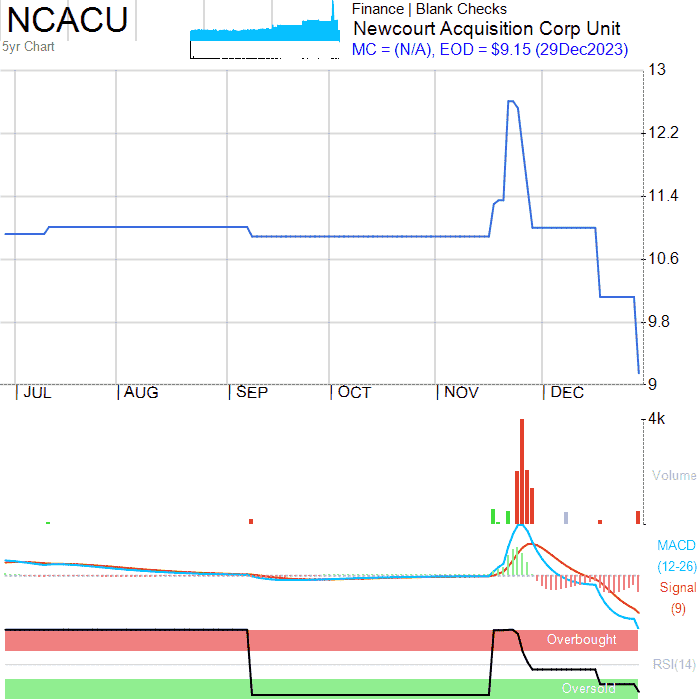 NCACU
5yr Chart
Finance | Blank Checks
Newcourt Acquisition Corp Unit
MC = (N/A), EOD = $9.15 (29Dec2023)
13
12.2
11.4
10.6
9.8
9
JUL AUG SEP OCT NOV DEC
4k
Volume
MACD
(12-26)
Signal
(9)
Overbought
RSI(14)
Oversold